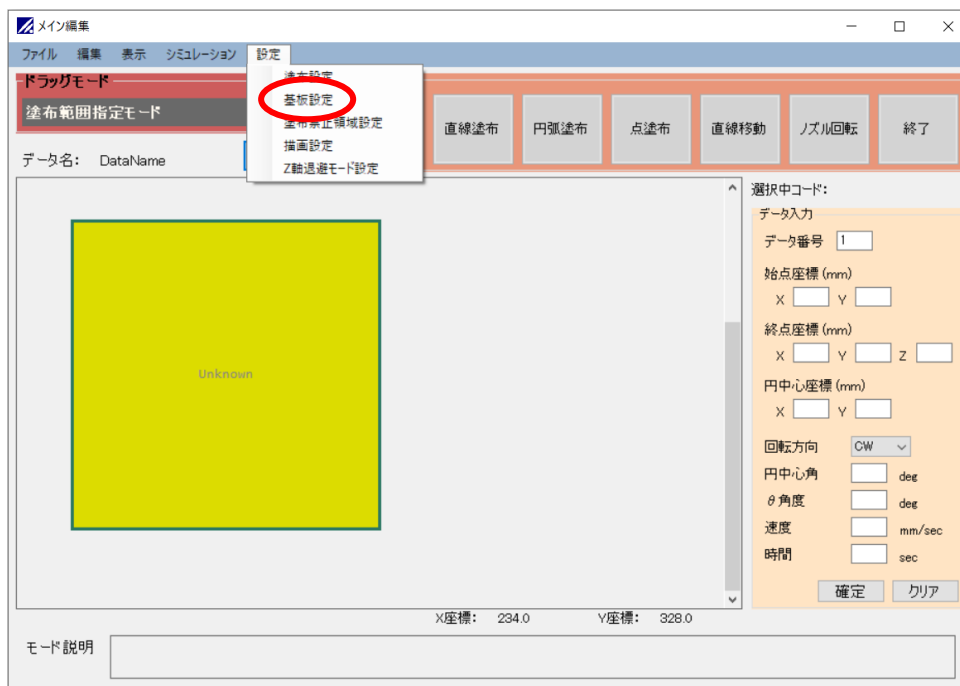 メイン編集
ファイル 編集 表示 シミュレーション 設定
塗布設定
基板設定
塗布禁止領域設定
描画設定
Z軸退避モード設定
ドラッグモード
塗布範囲指定モード
直線塗布 円弧塗布 点塗布 直線移動 ノズル回転 終了
データ名: DataName
選択中コード:
データ入力
データ番号 1
始点座標(mm)
X Y
終点座標(mm)
X Y Z
円中心座標(mm)
X Y
回転方向 CW
円中心角 deg
θ角度 deg
速度 mm/sec
時間 sec
確定 クリア
Unknown
X座標: 234.0 Y座標: 328.0
モード説明